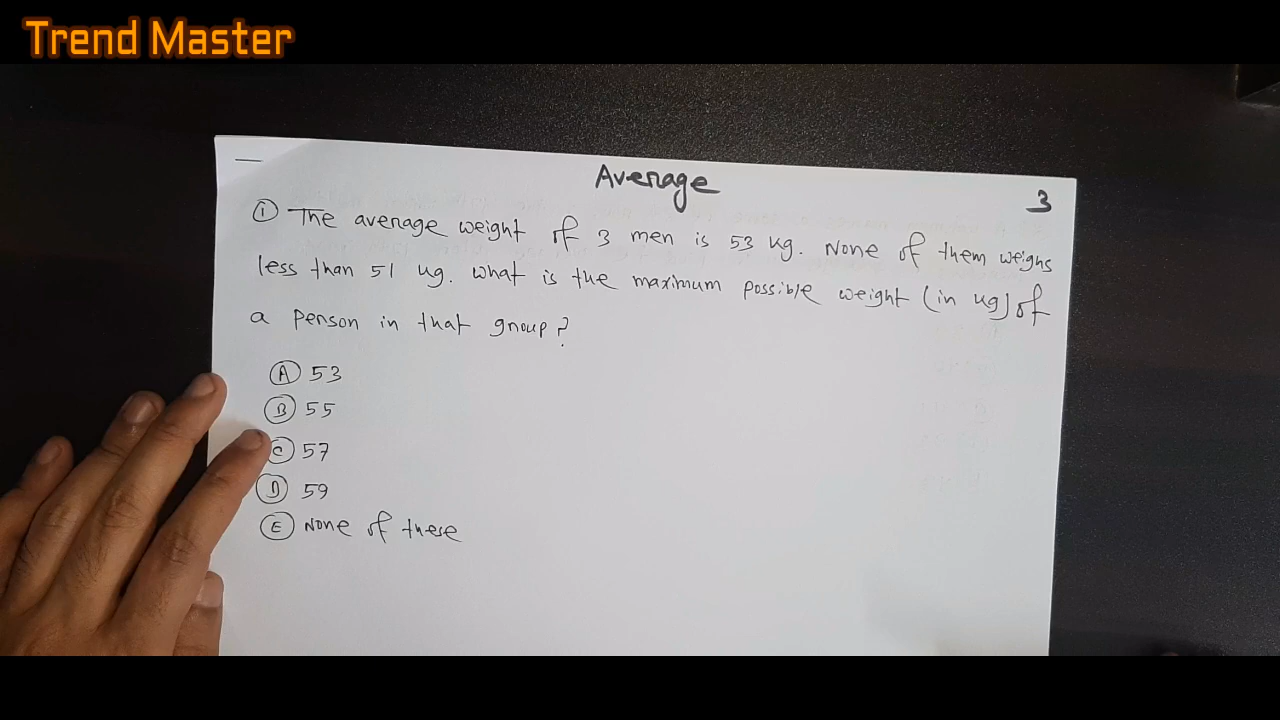 Trend Master
Average
3
① The average weight of 3 men is 53 kg. None of them weighs
less than 51 kg. What is the maximum possible weight (in kg) of
a person in that group?
Ⓐ 53
Ⓑ 55
Ⓒ 57
Ⓓ 59
Ⓔ None of these